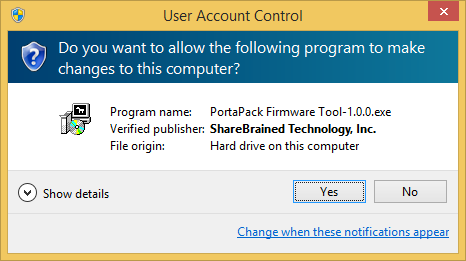 User Account Control
Do you want to allow the following program to make
changes to this computer?
Program name: PortaPack Firmware Tool-1.0.0.exe
Verified publisher: ShareBrained Technology, Inc.
File origin: Hard drive on this computer
Show details
Yes
No
Change when these notifications appear